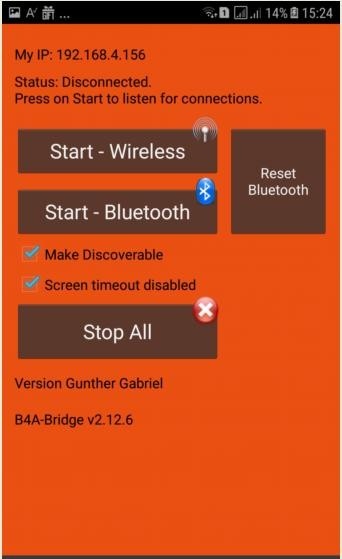 14% 15:24
My IP: 192.168.4.156
Status: Disconnected.
Press on Start to listen for connections.
Start - Wireless
Reset
Bluetooth
Start - Bluetooth
Make Discoverable
Screen timeout disabled
Stop All
Version Gunther Gabriel
B4A-Bridge v2.12.6